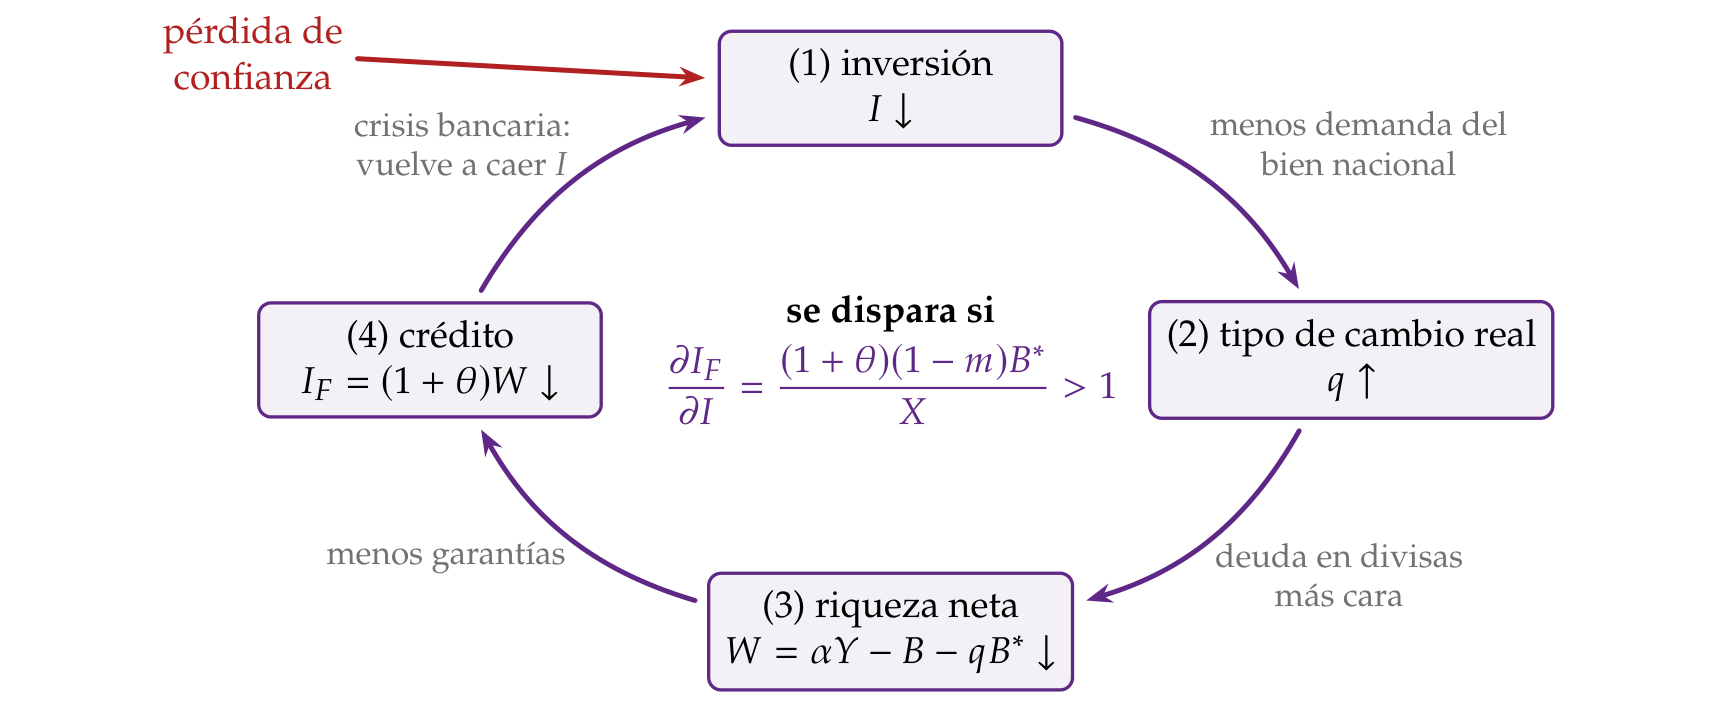 pérdida de
confianza
(1) inversión
I ↓
crisis bancaria:
vuelve a caer I
menos demanda del
bien nacional
(4) crédito
I_F = (1 + θ)W ↓
se dispara si
∂I_F/∂I = (1 + θ)(1 − m)B*/X > 1
(2) tipo de cambio real
q ↑
menos garantías
deuda en divisas
más cara
(3) riqueza neta
W = αY − B − qB* ↓